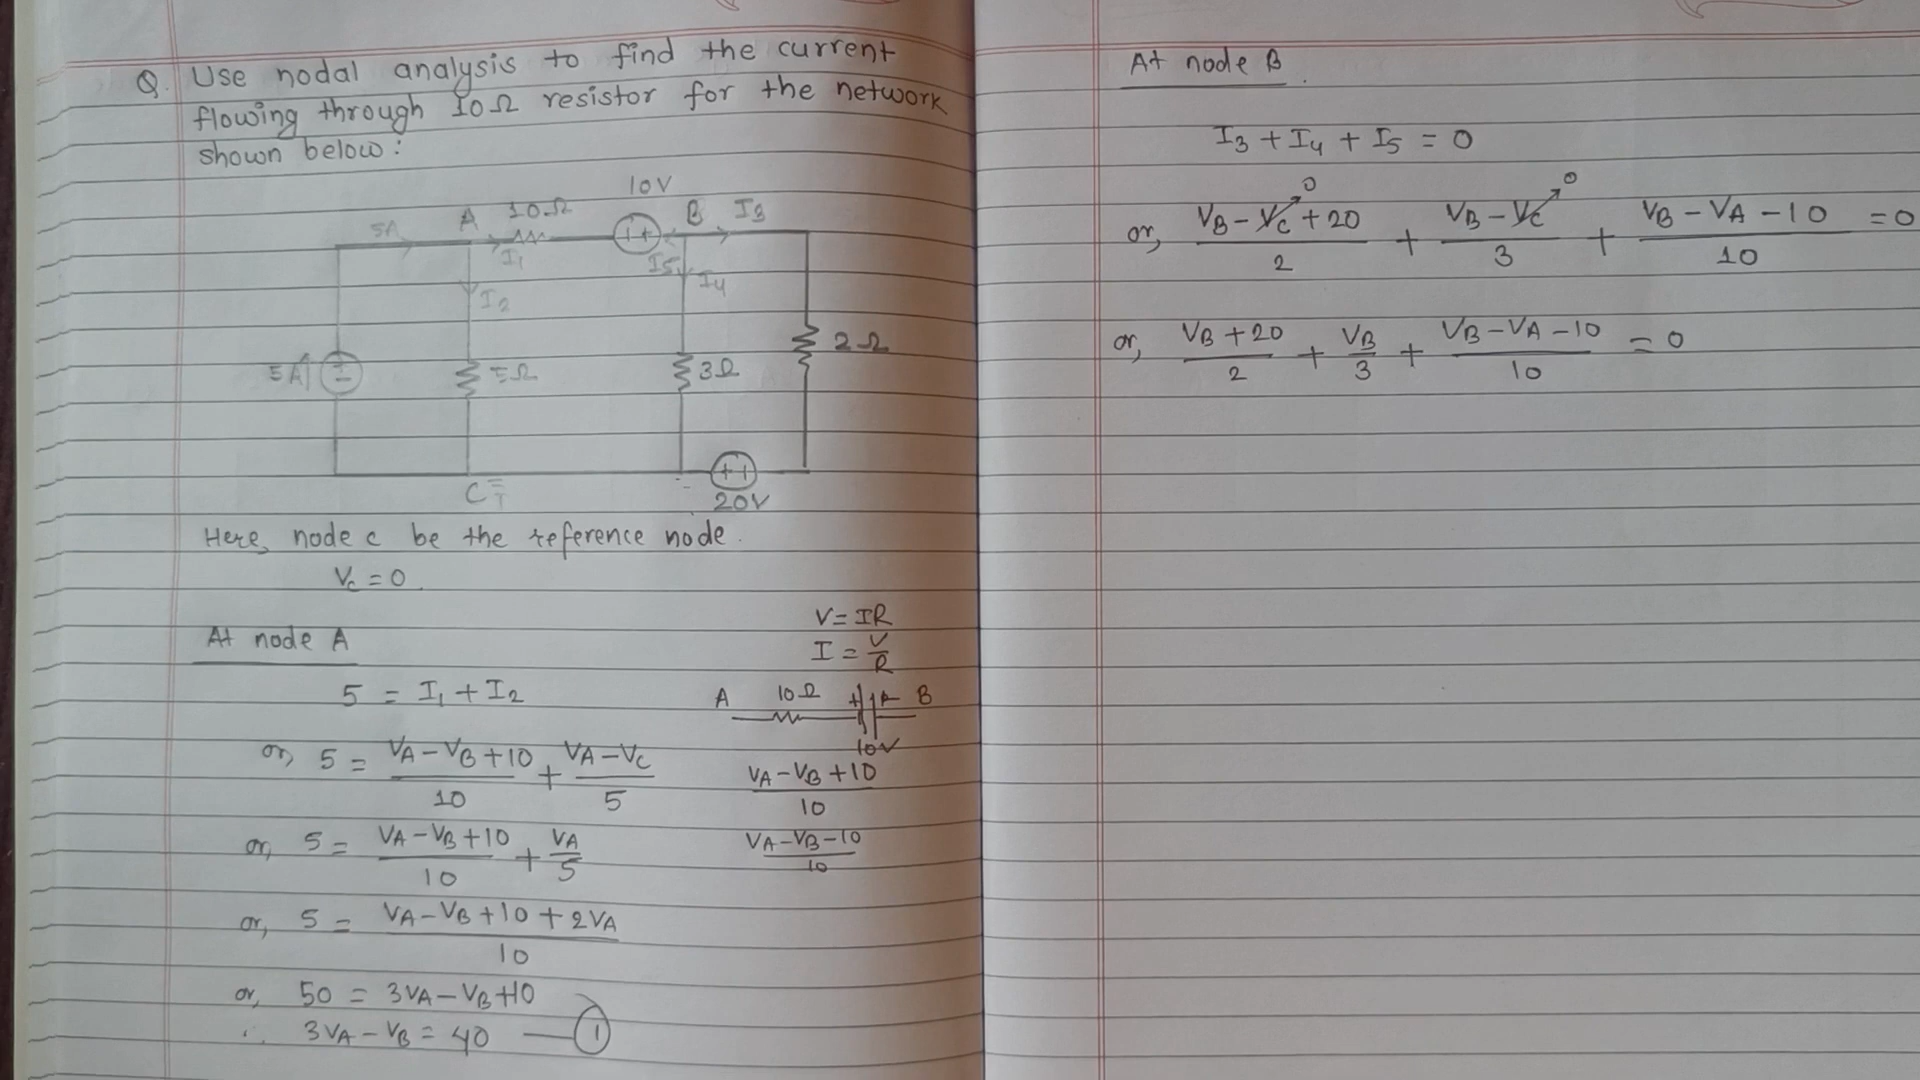 Q. Use nodal analysis to find the current
flowing through 10Ω resistor for the network
shown below:
10V
5A A 10Ω B I3
I1 I5 I4
I2
5A 5Ω 3Ω 2Ω
C
20V
Here, node c be the reference node.
Vc = 0
At node A
5 = I1 + I2
or, 5 = (VA - VB + 10)/10 + (VA - VC)/5
or, 5 = (VA - VB + 10)/10 + VA/5
or, 5 = (VA - VB + 10 + 2VA)/10
or, 50 = 3VA - VB + 10
∴ 3VA - VB = 40 — ①
V = IR
I = V/R
A 10Ω B
10V
(VA - VB + 10)/10
(VA - VB - 10)/10
At node B
I3 + I4 + I5 = 0
or, (VB - VC + 20)/2 + (VB - VC)/3 + (VB - VA - 10)/10 = 0
or, (VB + 20)/2 + VB/3 + (VB - VA - 10)/10 = 0